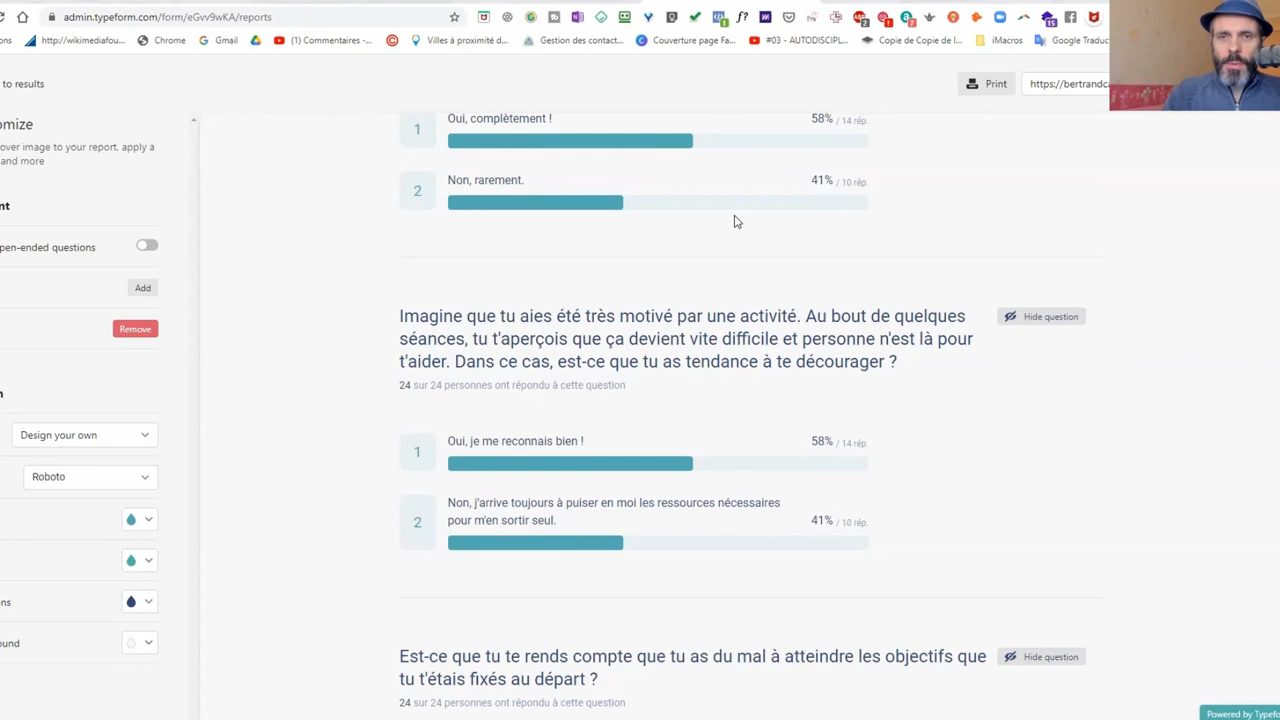 admin.typeform.com/form/eGvv9wKA/reports
ons
http://wikimediafou...
Chrome
Gmail
(1) Commentaires -...
Villes à proximité d...
Gestion des contact...
Couverture page Fa...
#03 - AUTODISCIPL...
Copie de Copie de l...
iMacros
Google Traduc
to results
Print
https://bertrandca
omize
over image to your report, apply a
and more
nt
pen-ended questions
Add
Remove
n
Design your own
Roboto
ns
ound
1
Oui, complètement !
58% / 14 rép.
2
Non, rarement.
41% / 10 rép.
Imagine que tu aies été très motivé par une activité. Au bout de quelques
séances, tu t'aperçois que ça devient vite difficile et personne n'est là pour
t'aider. Dans ce cas, est-ce que tu as tendance à te décourager ?
Hide question
24 sur 24 personnes ont répondu à cette question
1
Oui, je me reconnais bien !
58% / 14 rép.
2
Non, j'arrive toujours à puiser en moi les ressources nécessaires
pour m'en sortir seul.
41% / 10 rép.
Est-ce que tu te rends compte que tu as du mal à atteindre les objectifs que
tu t'étais fixés au départ ?
Hide question
24 sur 24 personnes ont répondu à cette question
Powered by Typefo